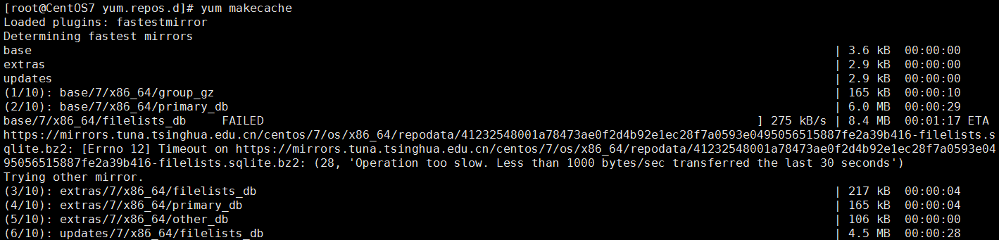 [root@CentOS7 yum.repos.d]# yum makecache
Loaded plugins: fastestmirror
Determining fastest mirrors
base | 3.6 kB 00:00:00
extras | 2.9 kB 00:00:00
updates | 2.9 kB 00:00:00
(1/10): base/7/x86_64/group_gz | 165 kB 00:00:10
(2/10): base/7/x86_64/primary_db | 6.0 MB 00:00:29
base/7/x86_64/filelists_db FAILED ] 275 kB/s | 8.4 MB 00:01:17 ETA
https://mirrors.tuna.tsinghua.edu.cn/centos/7/os/x86_64/repodata/41232548001a78473ae0f2d4b92e1ec28f7a0593e0495056515887fe2a39b416-filelists.s
qlite.bz2: [Errno 12] Timeout on https://mirrors.tuna.tsinghua.edu.cn/centos/7/os/x86_64/repodata/41232548001a78473ae0f2d4b92e1ec28f7a0593e04
95056515887fe2a39b416-filelists.sqlite.bz2: (28, 'Operation too slow. Less than 1000 bytes/sec transferred the last 30 seconds')
Trying other mirror.
(3/10): extras/7/x86_64/filelists_db | 217 kB 00:00:04
(4/10): extras/7/x86_64/primary_db | 165 kB 00:00:04
(5/10): extras/7/x86_64/other_db | 106 kB 00:00:00
(6/10): updates/7/x86_64/filelists_db | 4.5 MB 00:00:28